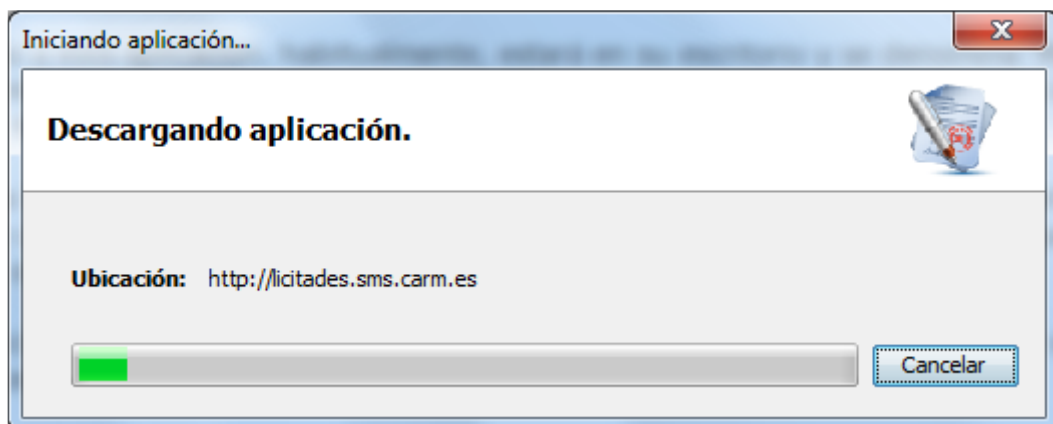 Iniciando aplicación...
Descargando aplicación.
Ubicación: http://licitades.sms.carm.es
Cancelar